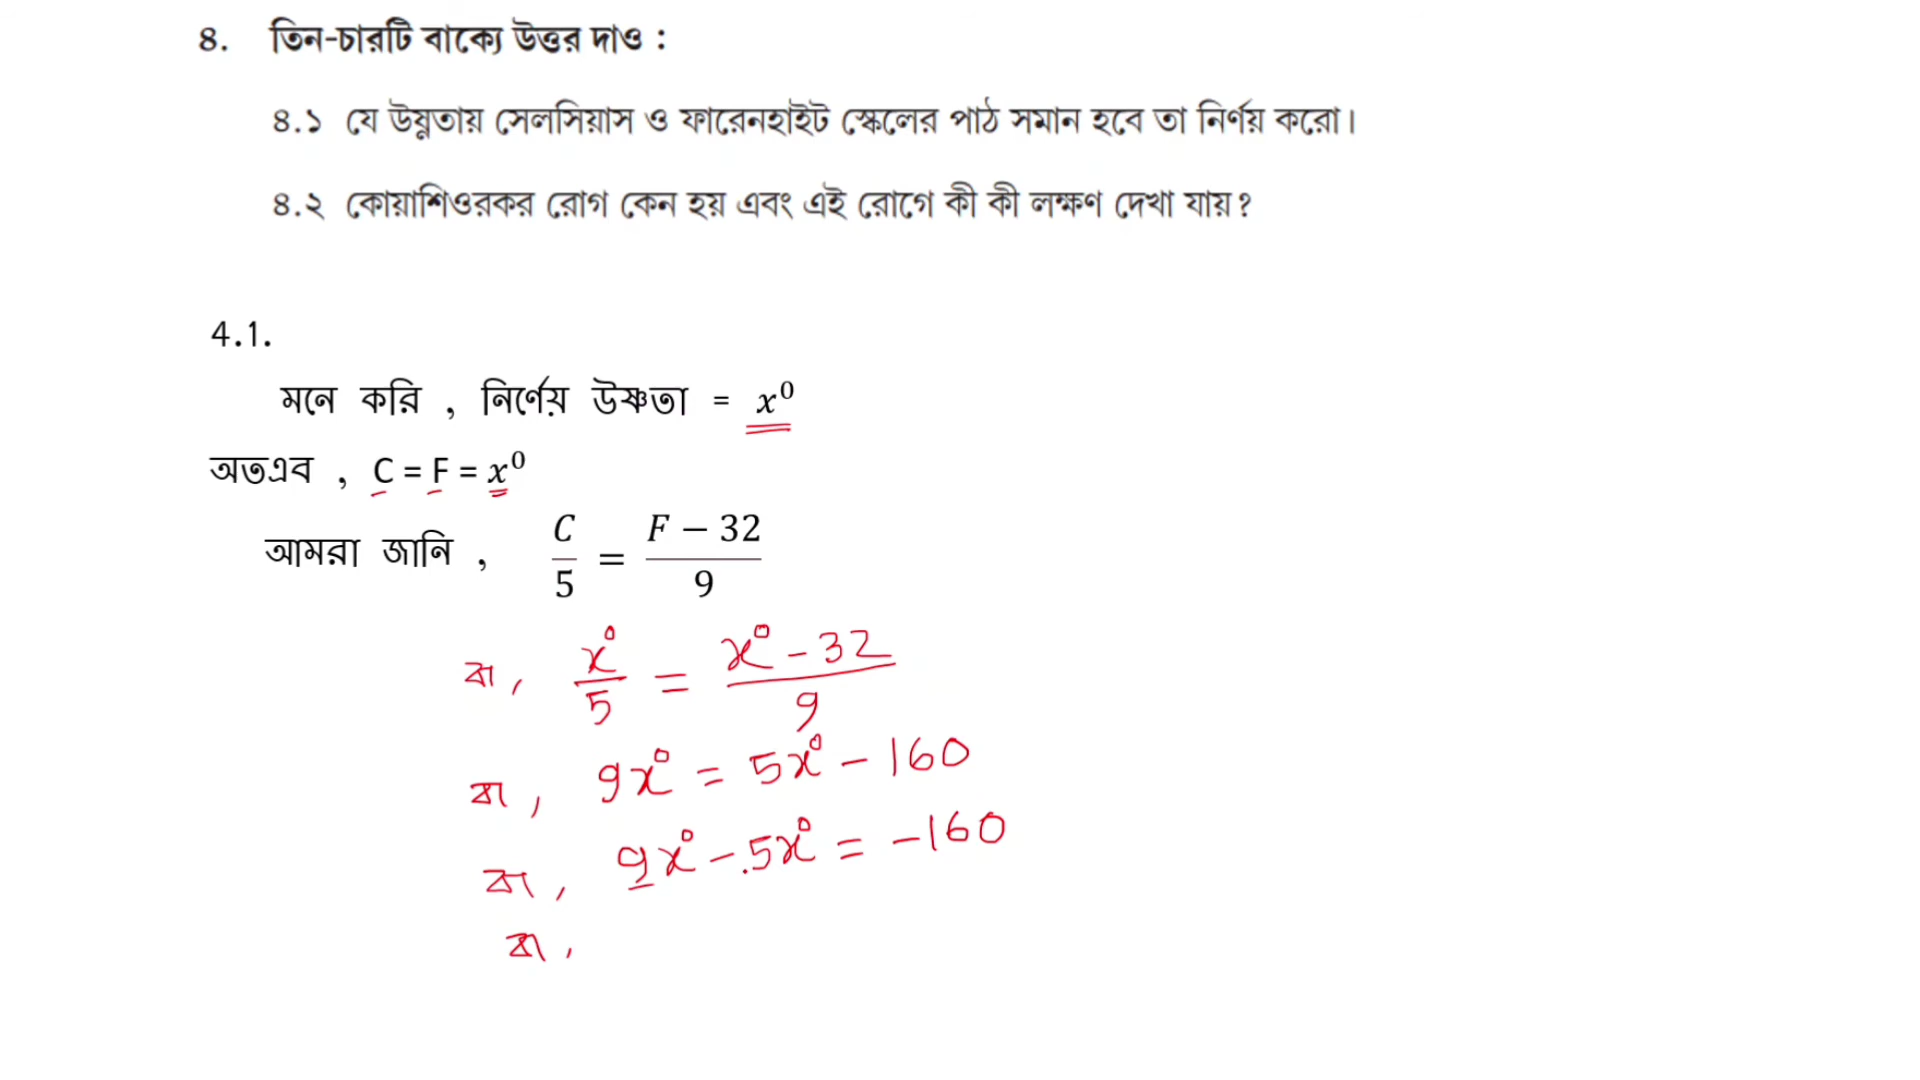 ৪. তিন-চারটি বাক্যে উত্তর দাও :
৪.১ যে উষ্ণতায় সেলসিয়াস ও ফারেনহাইট স্কেলের পাঠ সমান হবে তা নির্ণয় করো।
৪.২ কোয়াশিওরকর রোগ কেন হয় এবং এই রোগে কী কী লক্ষণ দেখা যায়?
4.1.
মনে করি , নির্ণেয় উষ্ণতা = x⁰
অতএব , C = F = x⁰
আমরা জানি , C/5 = (F − 32)/9
বা, x⁰/5 = (x⁰ - 32)/9
বা, 9x⁰ = 5x⁰ - 160
বা, 9x⁰ - 5x⁰ = -160
বা,